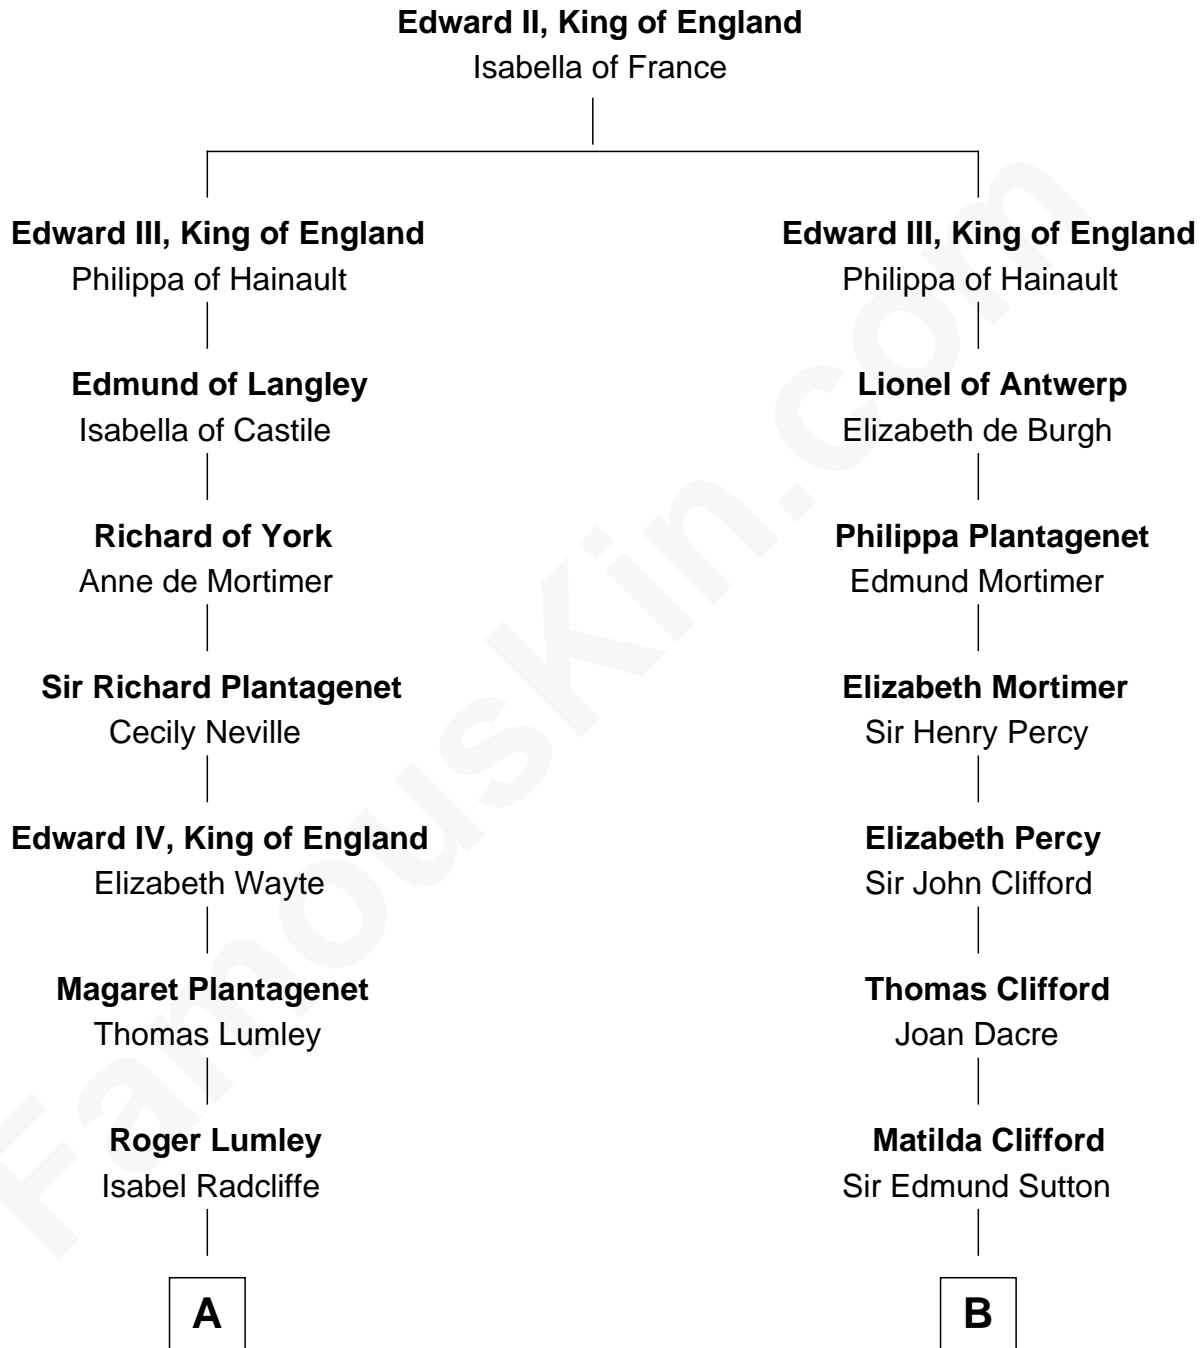 Edward II, King of England
Isabella of France
Edward III, King of England
Philippa of Hainault
Edward III, King of England
Philippa of Hainault
Edmund of Langley
Isabella of Castile
Lionel of Antwerp
Elizabeth de Burgh
Richard of York
Anne de Mortimer
Philippa Plantagenet
Edmund Mortimer
Sir Richard Plantagenet
Cecily Neville
Elizabeth Mortimer
Sir Henry Percy
Edward IV, King of England
Elizabeth Wayte
Elizabeth Percy
Sir John Clifford
Magaret Plantagenet
Thomas Lumley
Thomas Clifford
Joan Dacre
Roger Lumley
Isabel Radcliffe
Matilda Clifford
Sir Edmund Sutton
A
B
FamousKin.com